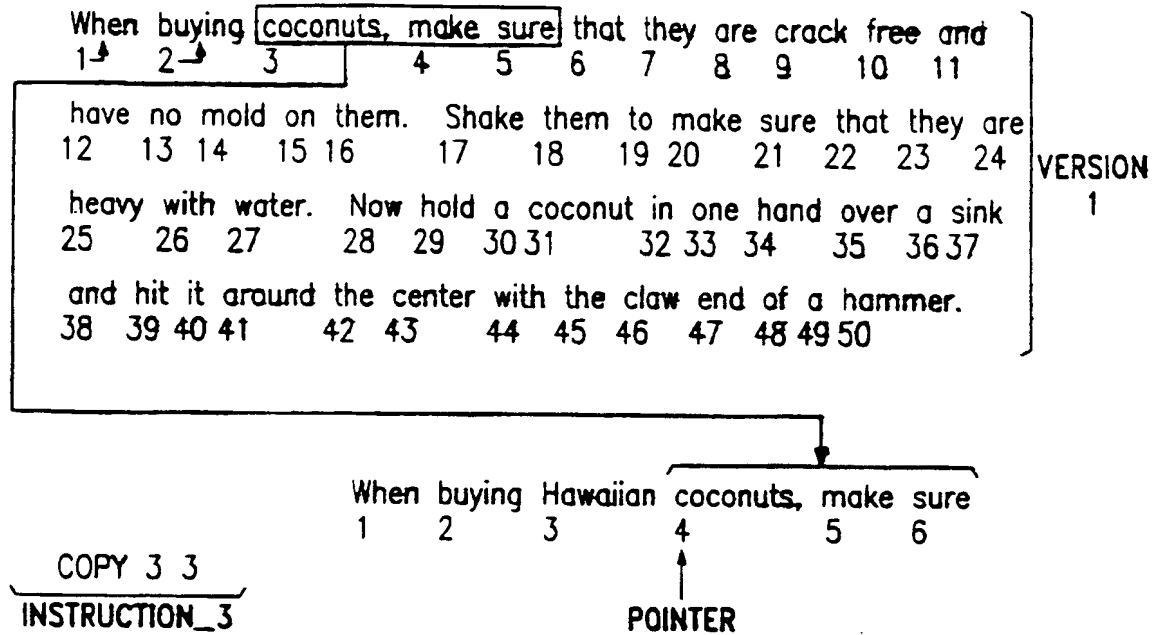 When buying coconuts, make sure that they are crack free and
1 2 3 4 5 6 7 8 9 10 11
have no mold on them. Shake them to make sure that they are
12 13 14 15 16 17 18 19 20 21 22 23 24
VERSION
1
heavy with water. Now hold a coconut in one hand over a sink
25 26 27 28 29 30 31 32 33 34 35 36 37
and hit it around the center with the claw end of a hammer.
38 39 40 41 42 43 44 45 46 47 48 49 50
When buying Hawaiian coconuts, make sure
1 2 3 4 5 6
COPY 3 3
INSTRUCTION_3
POINTER